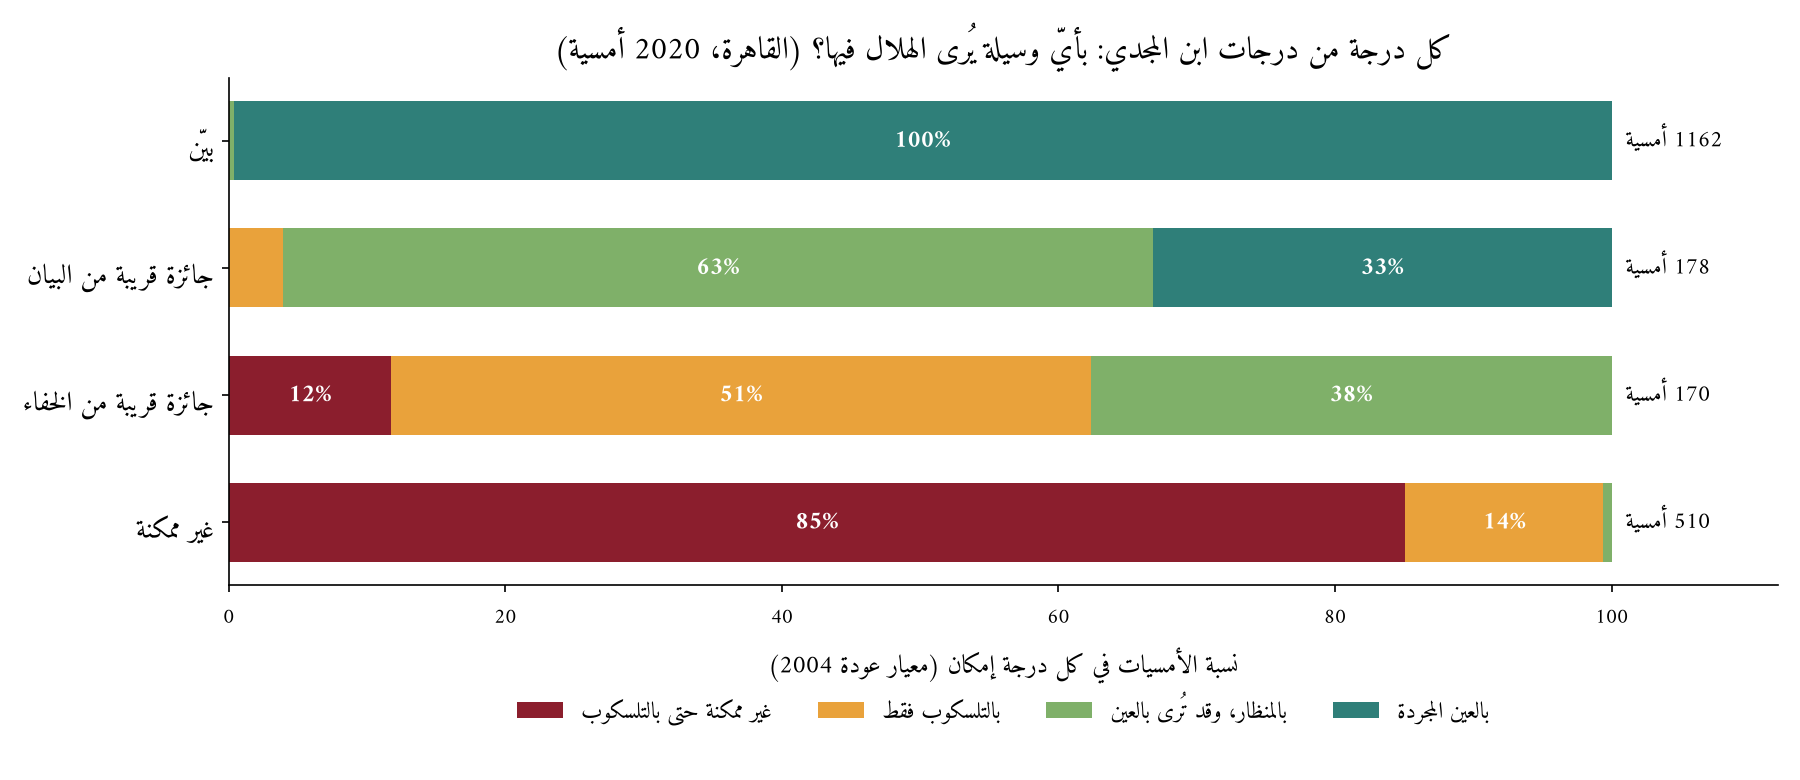 كل درجة من درجات ابن المجدي: بأيّ وسيلة يُرى الهلال فيها؟ (القاهرة، 2020 أمسية)
بيّن
100%
1162 أمسية
جائزة قريبة من البيان
63%
33%
178 أمسية
جائزة قريبة من الخفاء
12%
51%
38%
170 أمسية
غير ممكنة
85%
14%
510 أمسية
0 20 40 60 80 100
نسبة الأمسيات في كل درجة إمكان (معيار عودة 2004)
بالعين المجردة
بالمنظار، وقد تُرى بالعين
بالتلسكوب فقط
غير ممكنة حتى بالتلسكوب